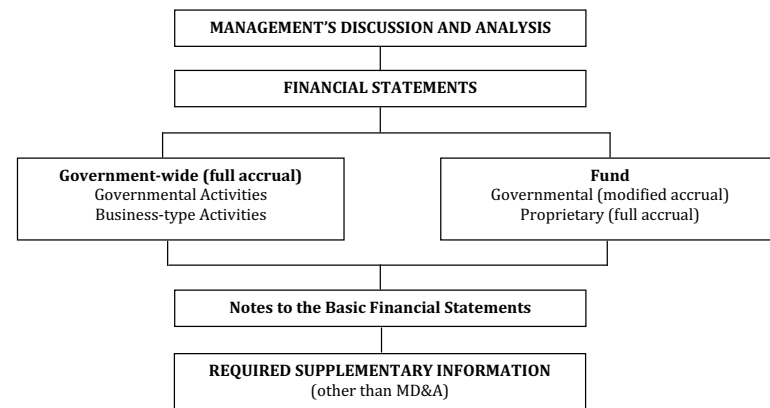 MANAGEMENT’S DISCUSSION AND ANALYSIS
FINANCIAL STATEMENTS
Government-wide (full accrual)
Governmental Activities
Business-type Activities
Fund
Governmental (modified accrual)
Proprietary (full accrual)
Notes to the Basic Financial Statements
REQUIRED SUPPLEMENTARY INFORMATION
(other than MD&A)